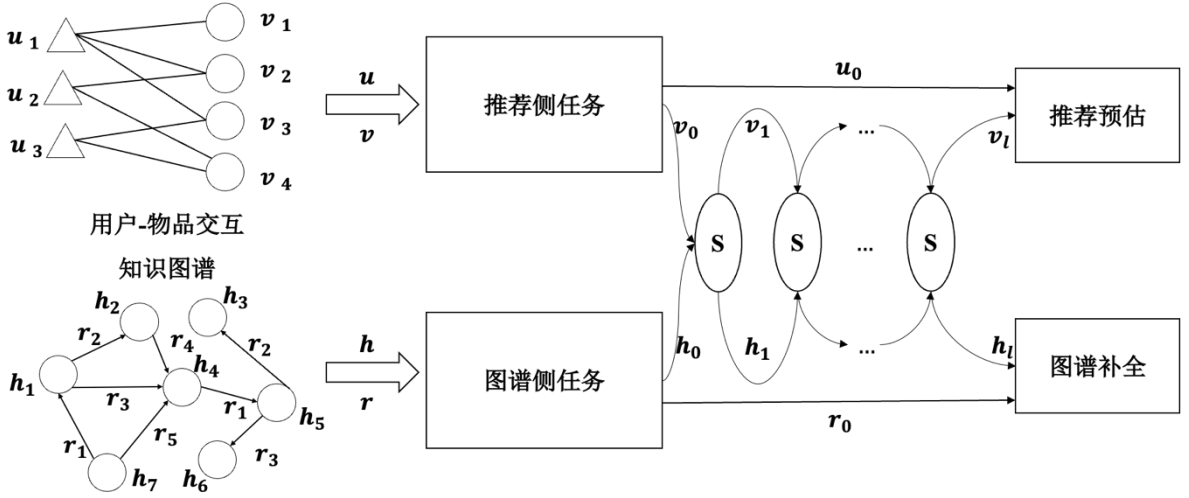 u 1
u 2
u 3
v 1
v 2
v 3
v 4
用户-物品交互
知识图谱
h1
h2
h3
h4
h5
h6
h7
r2
r4
r2
r3
r1
r1
r5
r3
u
v
h
r
推荐侧任务
图谱侧任务
u0
v0
v1
...
vl
S
S
...
S
h0
h1
...
hl
r0
推荐预估
图谱补全